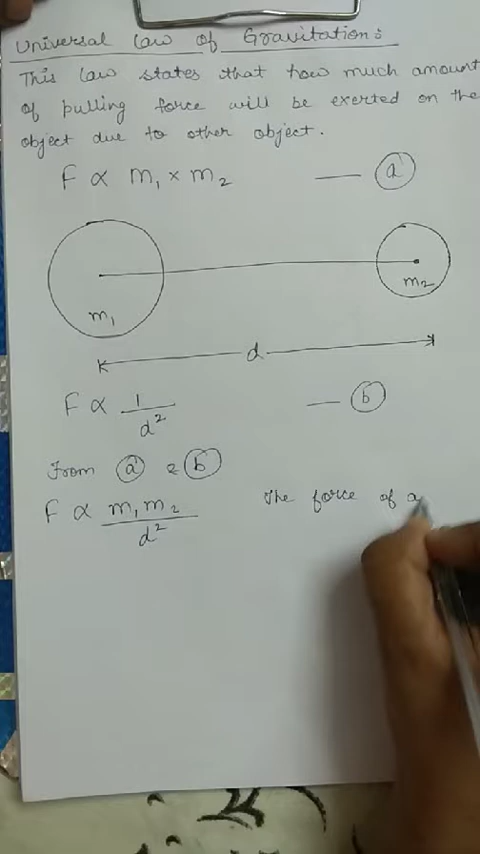 Universal Law of Gravitation:
This law states that how much amount
of pulling force will be exerted on the
object due to other object.
F ∝ m₁ × m₂ — (a)
m₁
m₂
d
F ∝ 1/d² — (b)
From (a) & (b)
F ∝ m₁m₂/d² The force of a